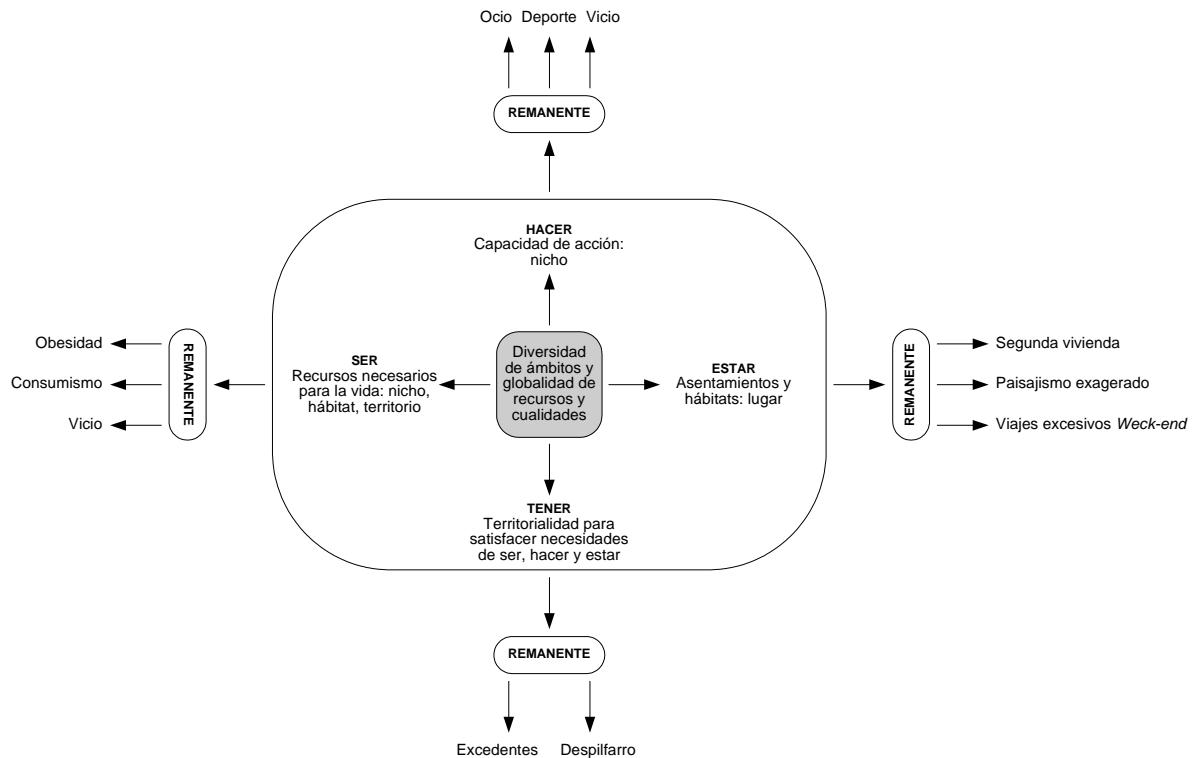 Ocio Deporte Vicio
REMANENTE
HACER
Capacidad de acción:
nicho
Obesidad
Consumismo
Vicio
REMANENTE
SER
Recursos necesarios
para la vida: nicho,
hábitat, territorio
Diversidad
de ámbitos y
globalidad de
recursos y
cualidades
ESTAR
Asentamientos y
hábitats: lugar
REMANENTE
Segunda vivienda
Paisajismo exagerado
Viajes excesivos Weck-end
TENER
Territorialidad para
satisfacer necesidades
de ser, hacer y estar
REMANENTE
Excedentes Despilfarro